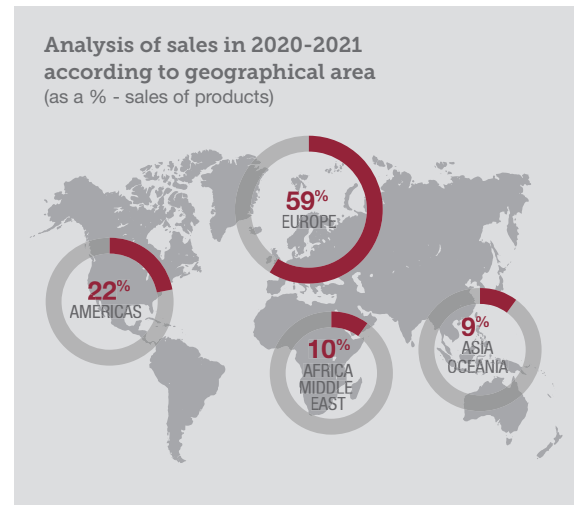 Analysis of sales in 2020-2021
according to geographical area
(as a % - sales of products)
59%
EUROPE
22%
AMERICAS
10%
AFRICA
MIDDLE
EAST
9%
ASIA
OCEANIA